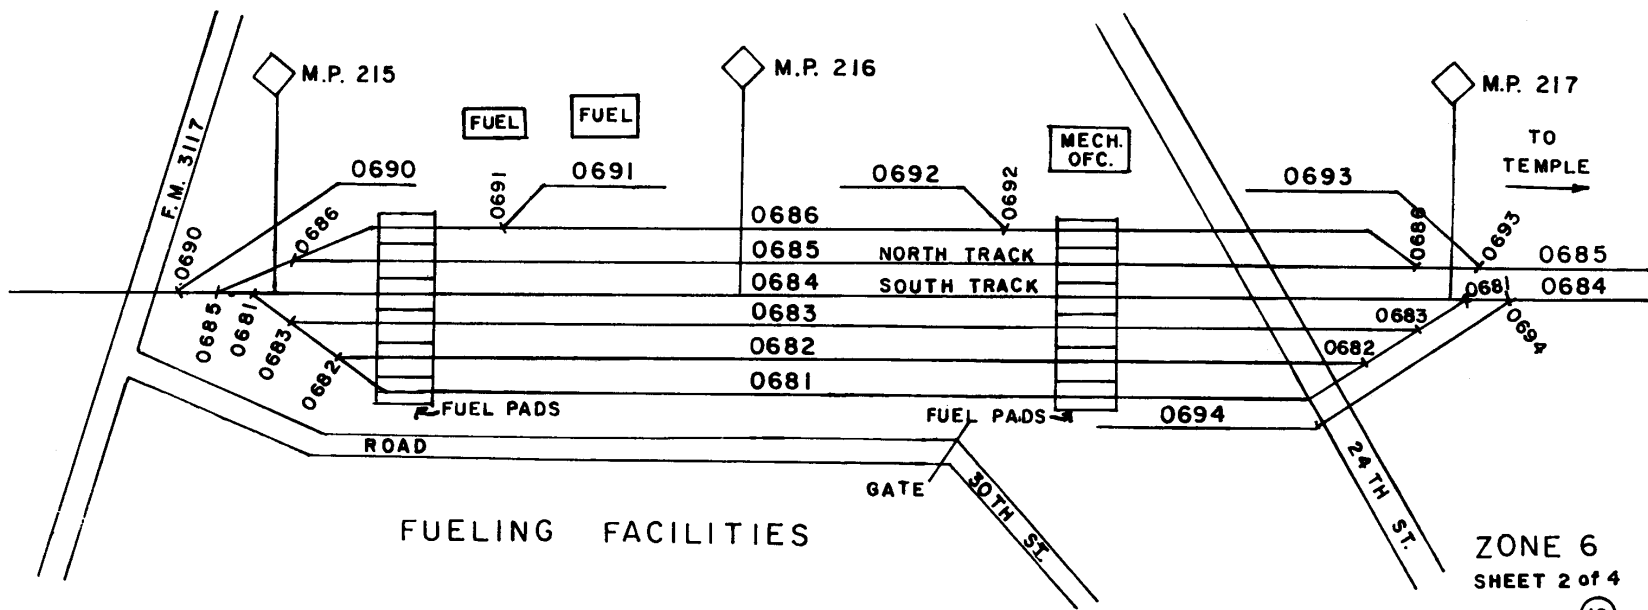 M.P. 215
M.P. 216
M.P. 217
FUEL
FUEL
MECH.
OFC.
TO
TEMPLE
F.M. 3117
0690
0691
0691
0692
0692
0693
0690
0686
0686
0686
0693
0685
NORTH TRACK
0685
0684
SOUTH TRACK
0681
0684
0685
0681
0683
0683
0683
0694
0682
0682
0682
0681
FUEL PADS
FUEL PADS
0694
ROAD
GATE
30TH ST.
24TH ST.
FUELING FACILITIES
ZONE 6
SHEET 2 of 4